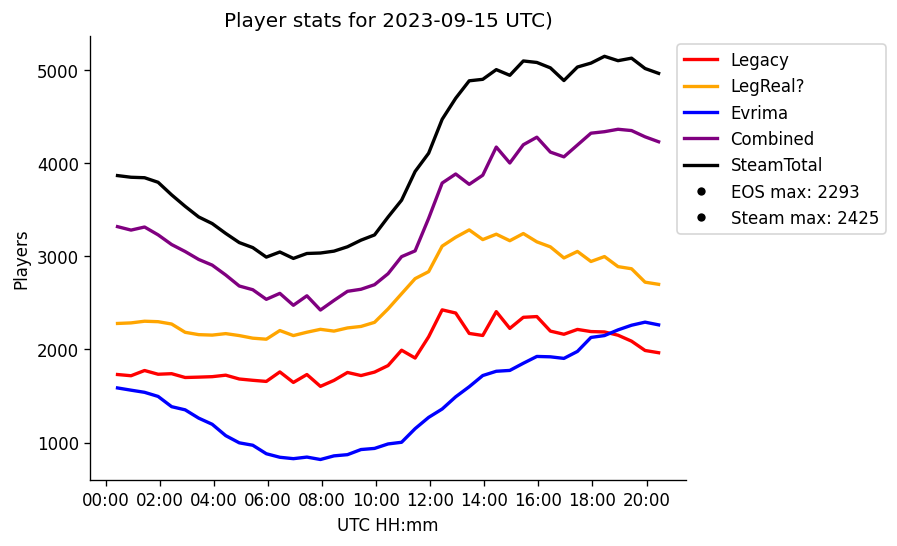 Player stats for 2023-09-15 UTC)
Players
5000
4000
3000
2000
1000
00:00 02:00 04:00 06:00 08:00 10:00 12:00 14:00 16:00 18:00 20:00
UTC HH:mm
Legacy
LegReal?
Evrima
Combined
SteamTotal
EOS max: 2293
Steam max: 2425